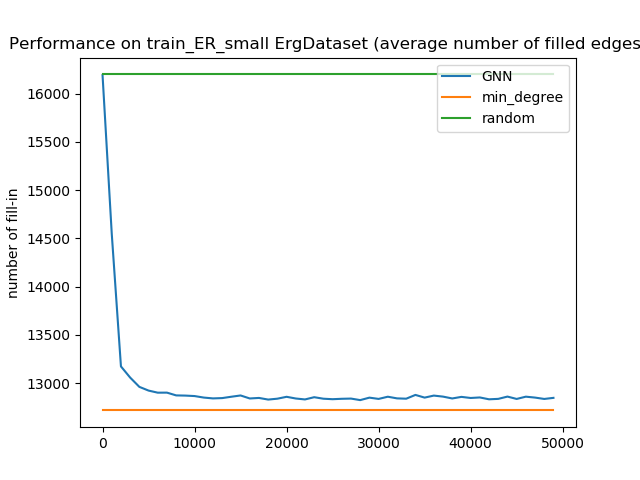 Performance on train_ER_small ErgDataset (average number of filled edges
number of fill-in
16000
15500
15000
14500
14000
13500
13000
0
10000
20000
30000
40000
50000
GNN
min_degree
random